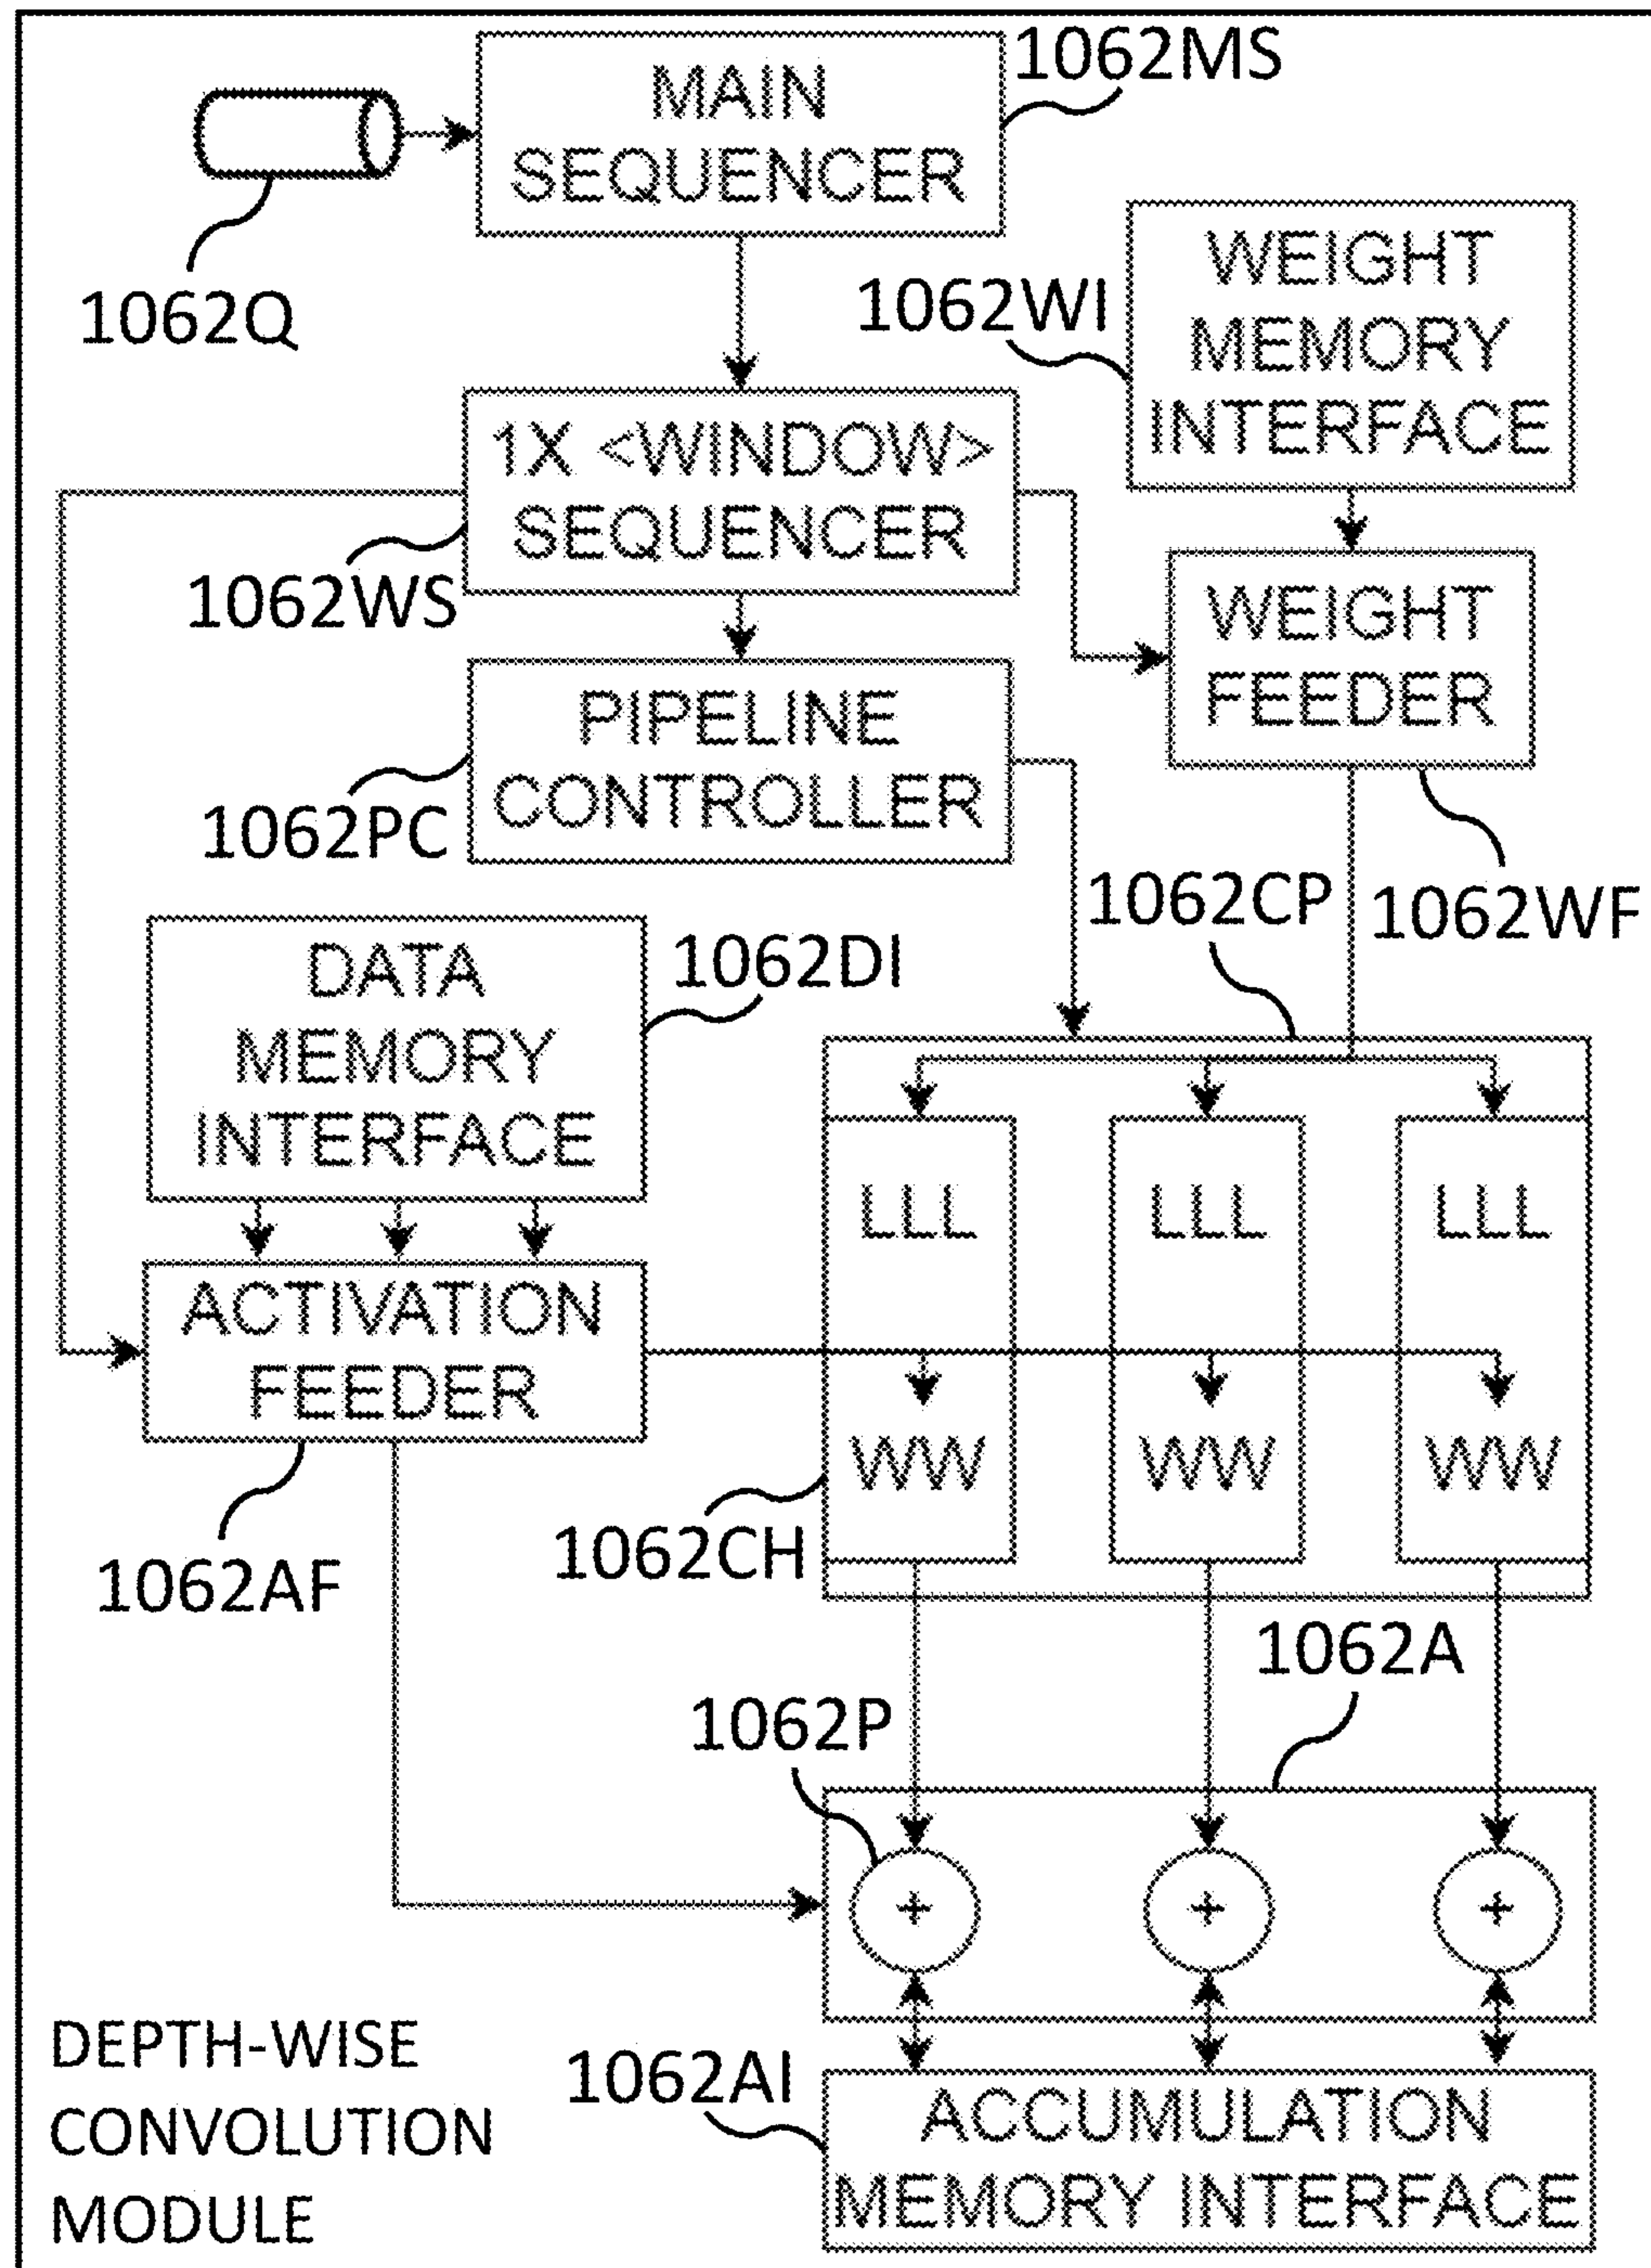 1062MS
MAIN
SEQUENCER
1062Q
1062WI
WEIGHT
MEMORY
INTERFACE
1X <WINDOW>
SEQUENCER
1062WS
WEIGHT
FEEDER
PIPELINE
CONTROLLER
1062PC
1062CP
1062WF
DATA
MEMORY
INTERFACE
1062DI
LLL LLL LLL
ACTIVATION
FEEDER
WW WW WW
1062CH
1062AF
1062A
1062P
+ + +
DEPTH-WISE
CONVOLUTION
MODULE
1062AI
ACCUMULATION
MEMORY INTERFACE